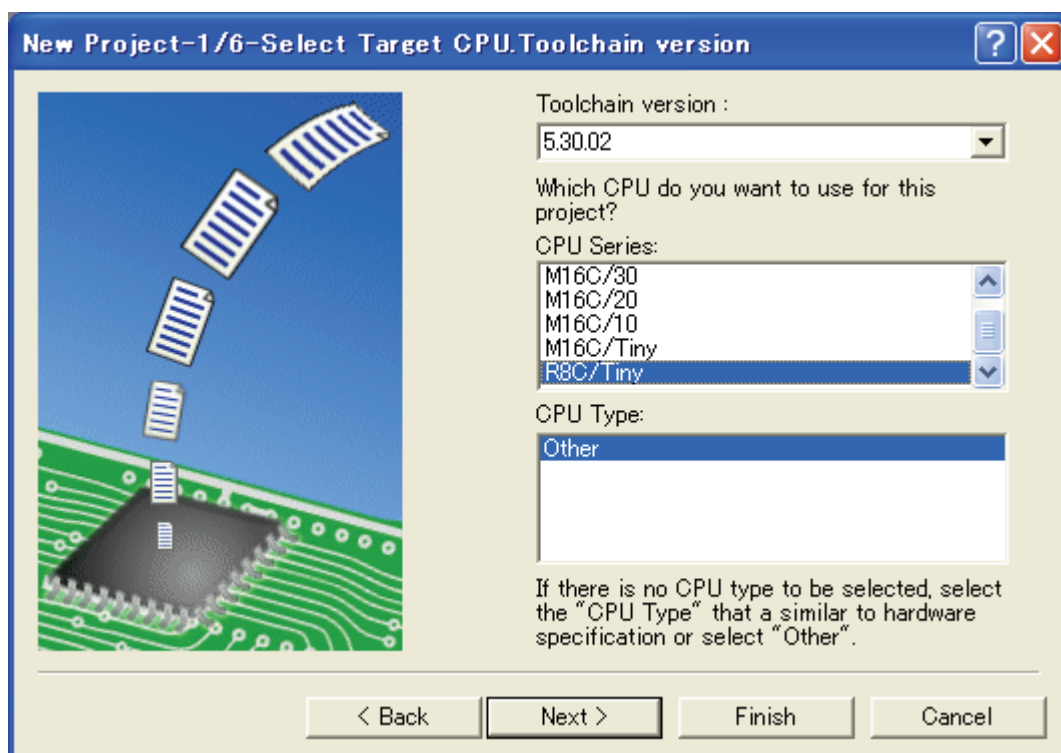 New Project-1/6-Select Target CPU.Toolchain version
Toolchain version :
5.30.02
Which CPU do you want to use for this
project?
CPU Series:
M16C/30
M16C/20
M16C/10
M16C/Tiny
R8C/Tiny
CPU Type:
Other
If there is no CPU type to be selected, select
the "CPU Type" that a similar to hardware
specification or select "Other".
< Back
Next >
Finish
Cancel